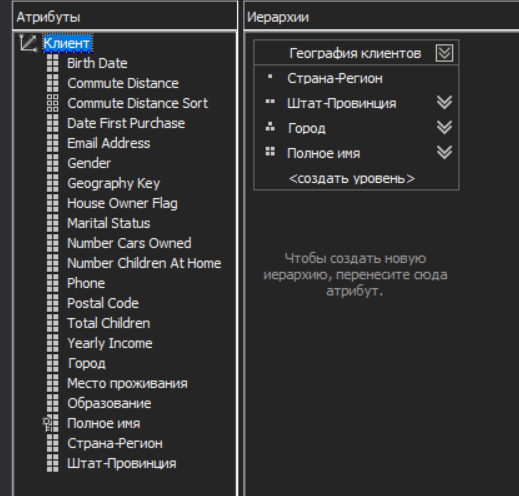 Атрибуты
Клиент
Birth Date
Commute Distance
Commute Distance Sort
Date First Purchase
Email Address
Gender
Geography Key
House Owner Flag
Marital Status
Number Cars Owned
Number Children At Home
Phone
Postal Code
Total Children
Yearly Income
Город
Место проживания
Образование
Полное имя
Страна-Регион
Штат-Провинция
Иерархии
География клиентов
Страна-Регион
Штат-Провинция
Город
Полное имя
<создать уровень>
Чтобы создать новую
иерархию, перенесите сюда
атрибут.